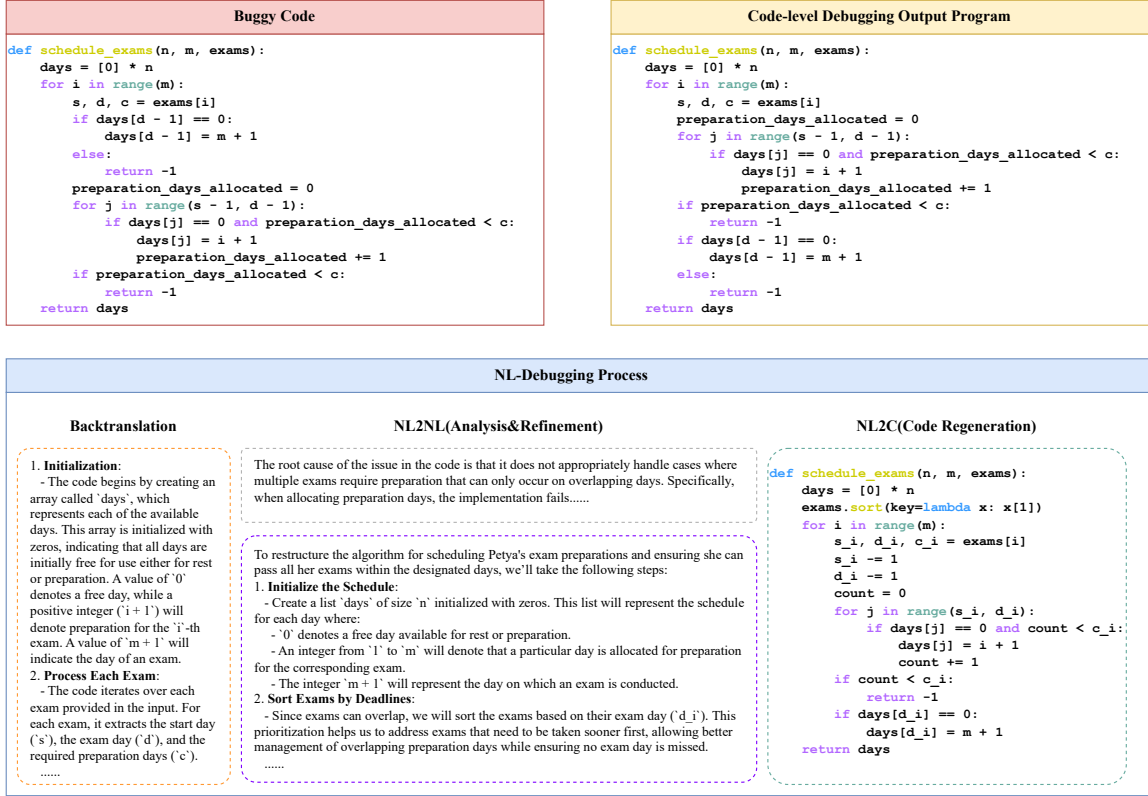 Buggy Code
def schedule_exams(n, m, exams):
    days = [0] * n
    for i in range(m):
        s, d, c = exams[i]
        if days[d - 1] == 0:
            days[d - 1] = m + 1
        else:
            return -1
        preparation_days_allocated = 0
        for j in range(s - 1, d - 1):
            if days[j] == 0 and preparation_days_allocated < c:
                days[j] = i + 1
                preparation_days_allocated += 1
        if preparation_days_allocated < c:
            return -1
    return days
Code-level Debugging Output Program
def schedule_exams(n, m, exams):
    days = [0] * n
    for i in range(m):
        s, d, c = exams[i]
        preparation_days_allocated = 0
        for j in range(s - 1, d - 1):
            if days[j] == 0 and preparation_days_allocated < c:
                days[j] = i + 1
                preparation_days_allocated += 1
        if preparation_days_allocated < c:
            return -1
        if days[d - 1] == 0:
            days[d - 1] = m + 1
        else:
            return -1
    return days
NL-Debugging Process
Backtranslation
1. Initialization:
- The code begins by creating an
array called `days`, which
represents each of the available
days. This array is initialized with
zeros, indicating that all days are
initially free for use either for rest
or preparation. A value of `0`
denotes a free day, while a
positive integer (`i + 1`) will
denote preparation for the `i`-th
exam. A value of `m + 1` will
indicate the day of an exam.
2. Process Each Exam:
- The code iterates over each
exam provided in the input. For
each exam, it extracts the start day
(`s`), the exam day (`d`), and the
required preparation days (`c`).
......
NL2NL(Analysis&Refinement)
The root cause of the issue in the code is that it does not appropriately handle cases where
multiple exams require preparation that can only occur on overlapping days. Specifically,
when allocating preparation days, the implementation fails......
To restructure the algorithm for scheduling Petya's exam preparations and ensuring she can
pass all her exams within the designated days, we'll take the following steps:
1. Initialize the Schedule:
- Create a list `days` of size `n` initialized with zeros. This list will represent the schedule
for each day where:
- `0` denotes a free day available for rest or preparation.
- An integer from `1` to `m` will denote that a particular day is allocated for preparation
for the corresponding exam.
- The integer `m + 1` will represent the day on which an exam is conducted.
2. Sort Exams by Deadlines:
- Since exams can overlap, we will sort the exams based on their exam day (`d_i`). This
prioritization helps us to address exams that need to be taken sooner first, allowing better
management of overlapping preparation days while ensuring no exam day is missed.
......
NL2C(Code Regeneration)
def schedule_exams(n, m, exams):
    days = [0] * n
    exams.sort(key=lambda x: x[1])
    for i in range(m):
        s_i, d_i, c_i = exams[i]
        s_i -= 1
        d_i -= 1
        count = 0
        for j in range(s_i, d_i):
            if days[j] == 0 and count < c_i:
                days[j] = i + 1
                count += 1
        if count < c_i:
            return -1
        if days[d_i] == 0:
            days[d_i] = m + 1
    return days